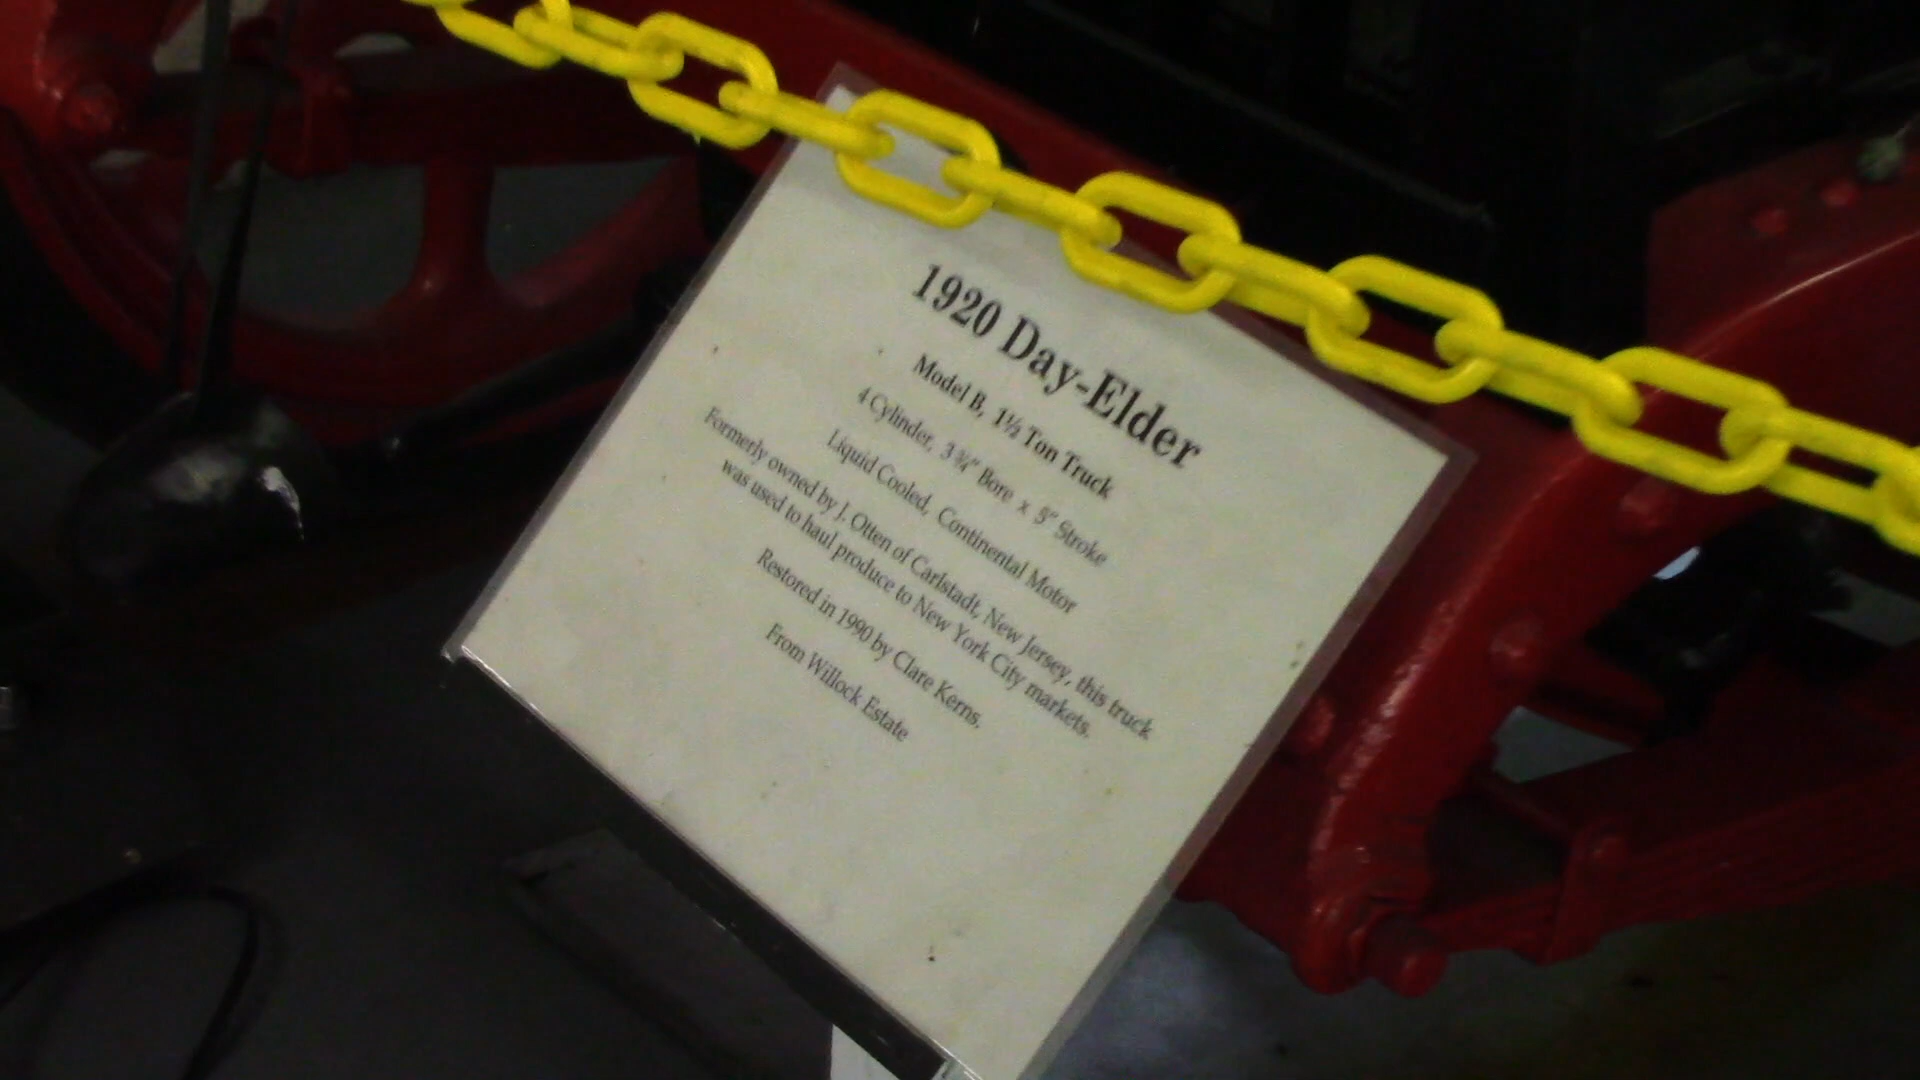 1920 Day-Elder
Model B, 1½ Ton Truck
4 Cylinder, 3 ¾" Bore x 5" Stroke
Liquid Cooled, Continental Motor
Formerly owned by J. Otten of Carlstadt, New Jersey, this truck
was used to haul produce to New York City markets.
Restored in 1990 by Clare Kerns.
From Willock Estate